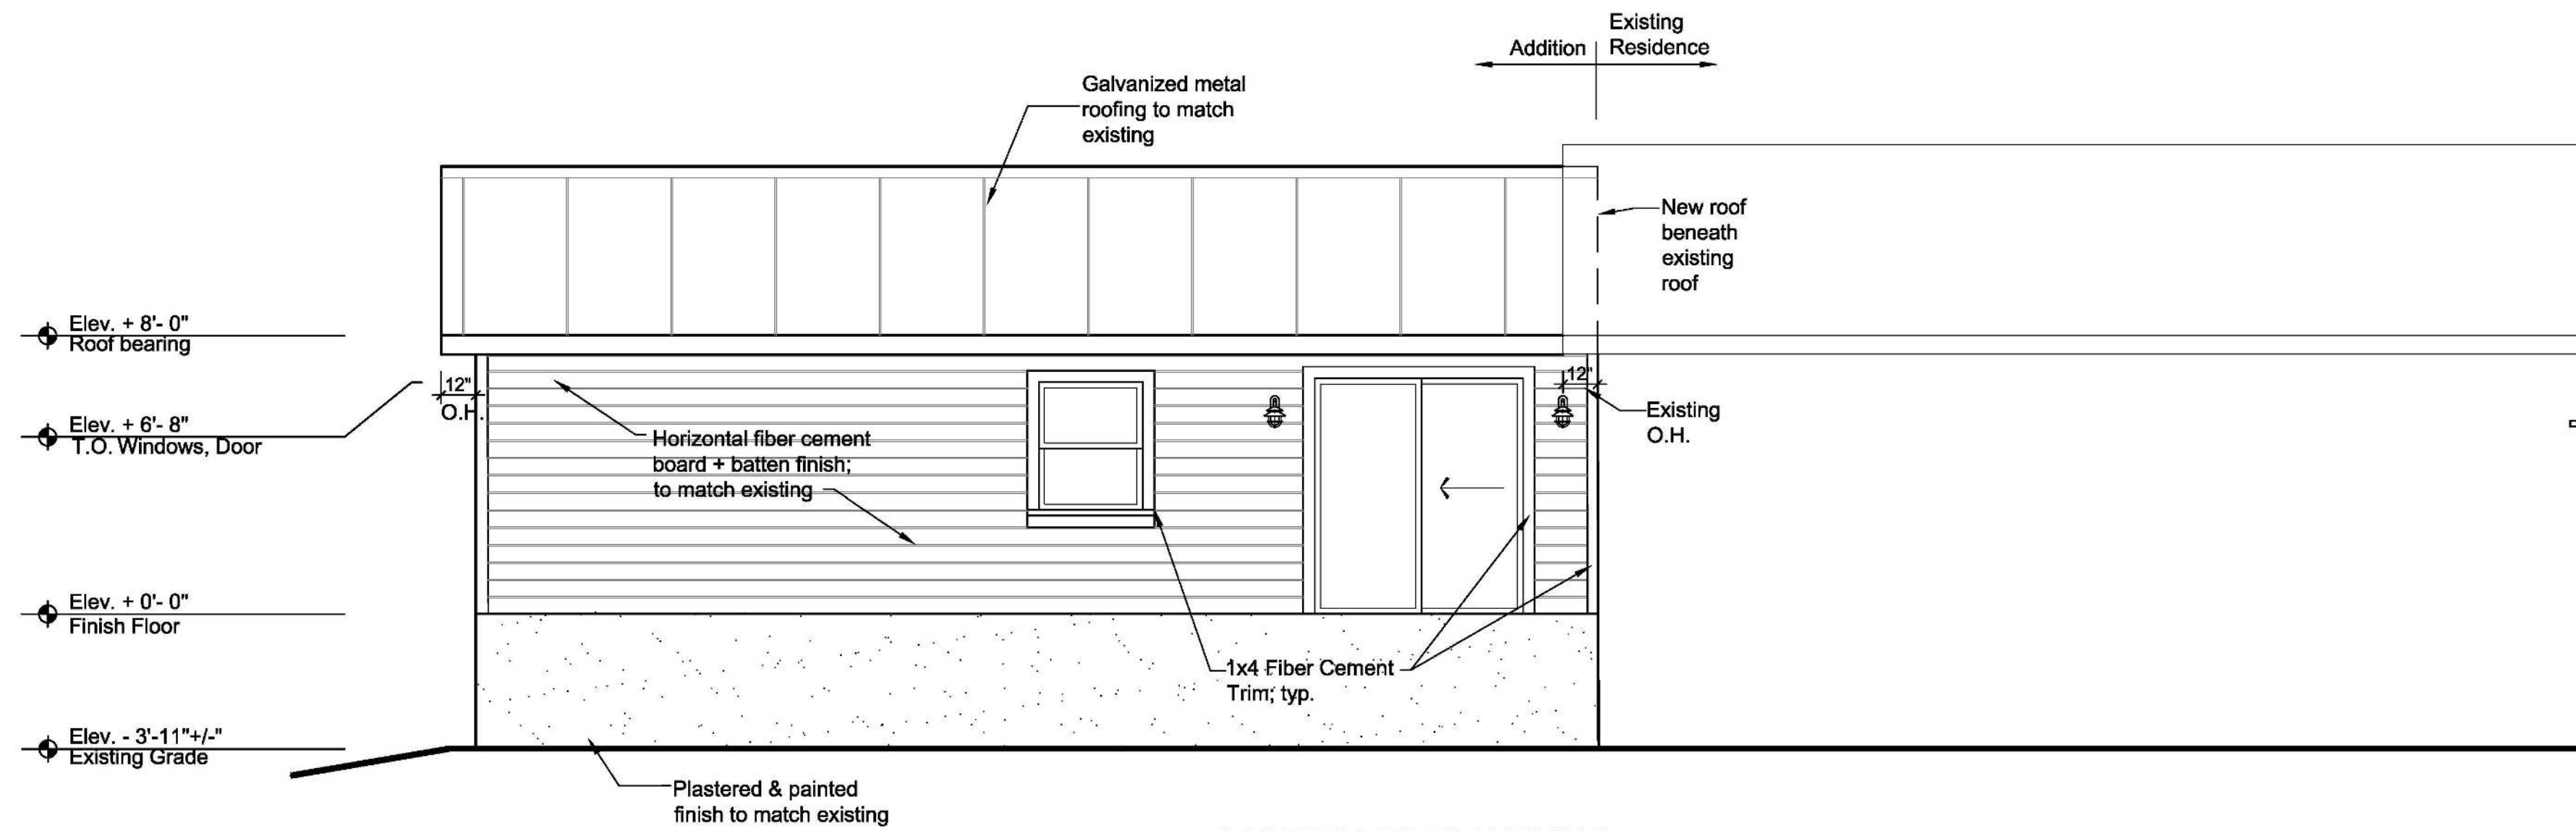 Existing
Addition Residence
Galvanized metal
roofing to match
existing
New roof
beneath
existing
roof
Elev. + 8'- 0"
Roof bearing
12"
O.H.
12"
Existing
O.H.
Elev. + 6'- 8"
T.O. Windows, Door
Horizontal fiber cement
board + batten finish;
to match existing
Elev. + 0'- 0"
Finish Floor
1x4 Fiber Cement
Trim; typ.
Elev. - 3'-11"+/-"
Existing Grade
Plastered & painted
finish to match existing